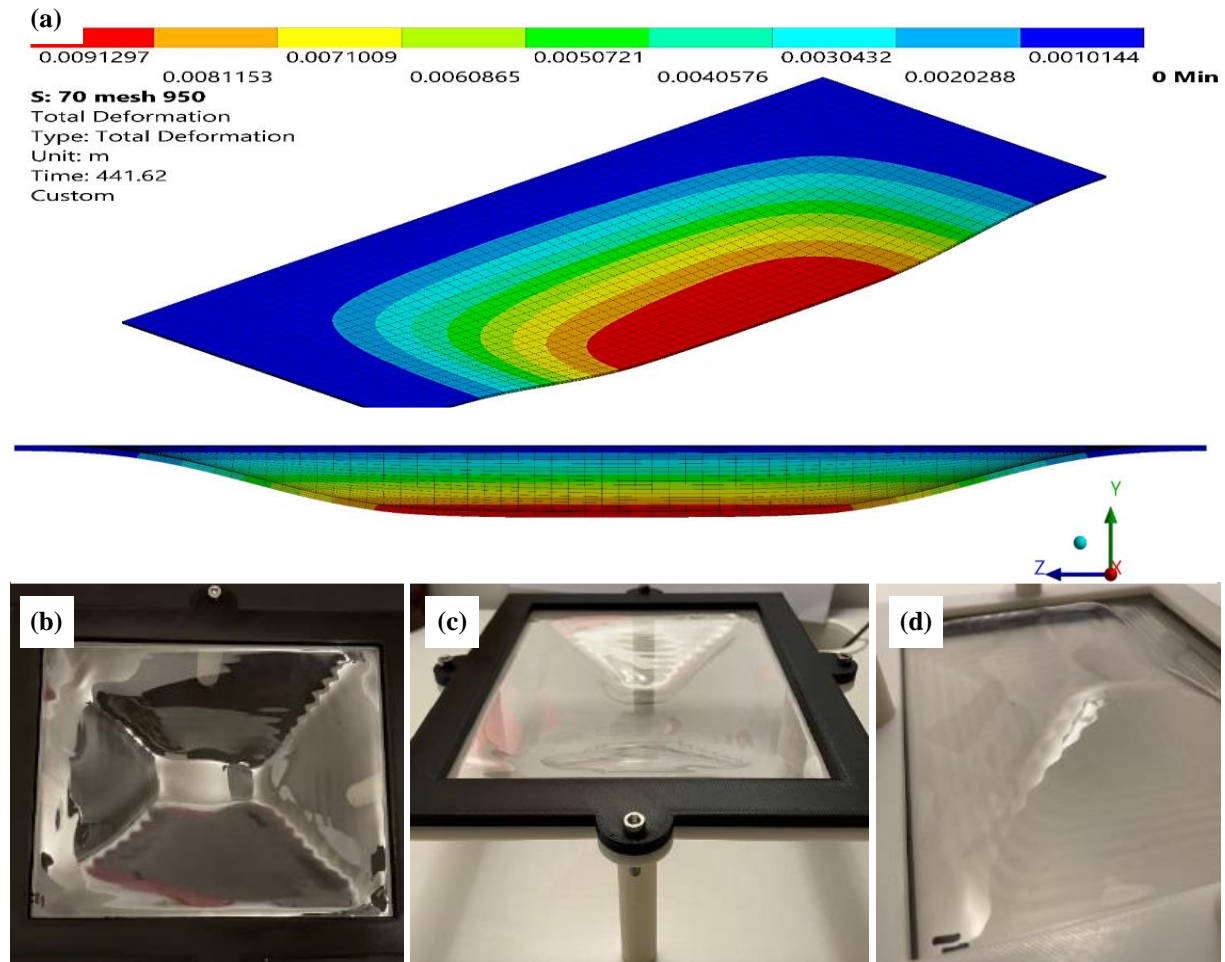 (a)
0.0091297 0.0071009 0.0050721 0.0030432 0.0010144
0.0081153 0.0060865 0.0040576 0.0020288 0 Min
S: 70 mesh 950
Total Deformation
Type: Total Deformation
Unit: m
Time: 441.62
Custom
Y
Z X
(b) (c) (d)